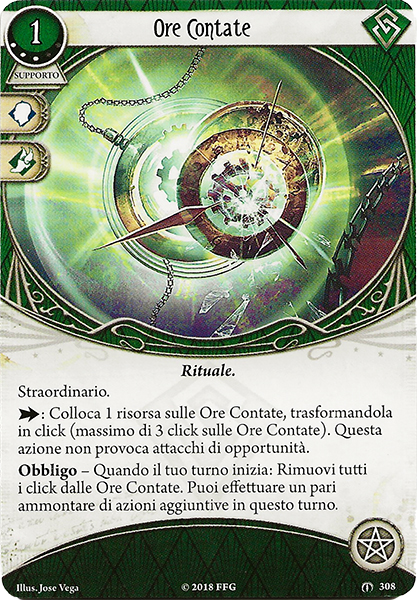 1
Ore Contate
SUPPORTO
Rituale.
Straordinario.
: Colloca 1 risorsa sulle Ore Contate, trasformandola
in click (massimo di 3 click sulle Ore Contate). Questa
azione non provoca attacchi di opportunità.
Obbligo – Quando il tuo turno inizia: Rimuovi tutti
i click dalle Ore Contate. Puoi effettuare un pari
ammontare di azioni aggiuntive in questo turno.
Illus. Jose Vega © 2018 FFG 308